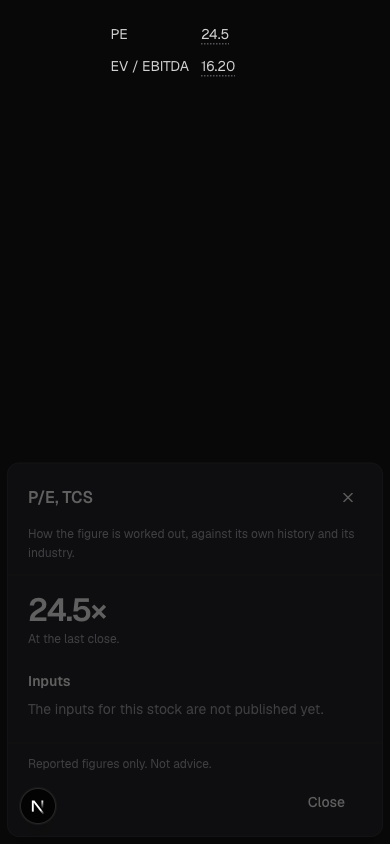 PE 24.5
EV / EBITDA 16.20
P/E, TCS
How the figure is worked out, against its own history and its
industry.
24.5×
At the last close.
Inputs
The inputs for this stock are not published yet.
Reported figures only. Not advice.
N
Close